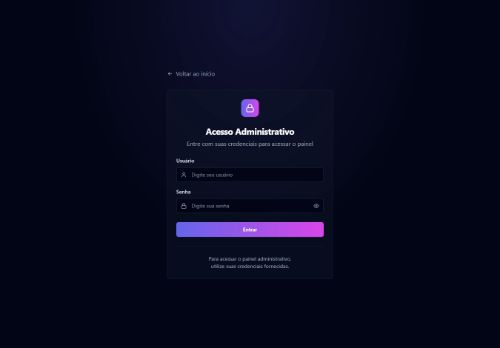 ← Voltar ao início
Acesso Administrativo
Entre com suas credenciais para acessar o painel
Usuário
Digite seu usuário
Senha
Digite sua senha
Entrar
Para acessar o painel administrativo,
utilize suas credenciais fornecidas.